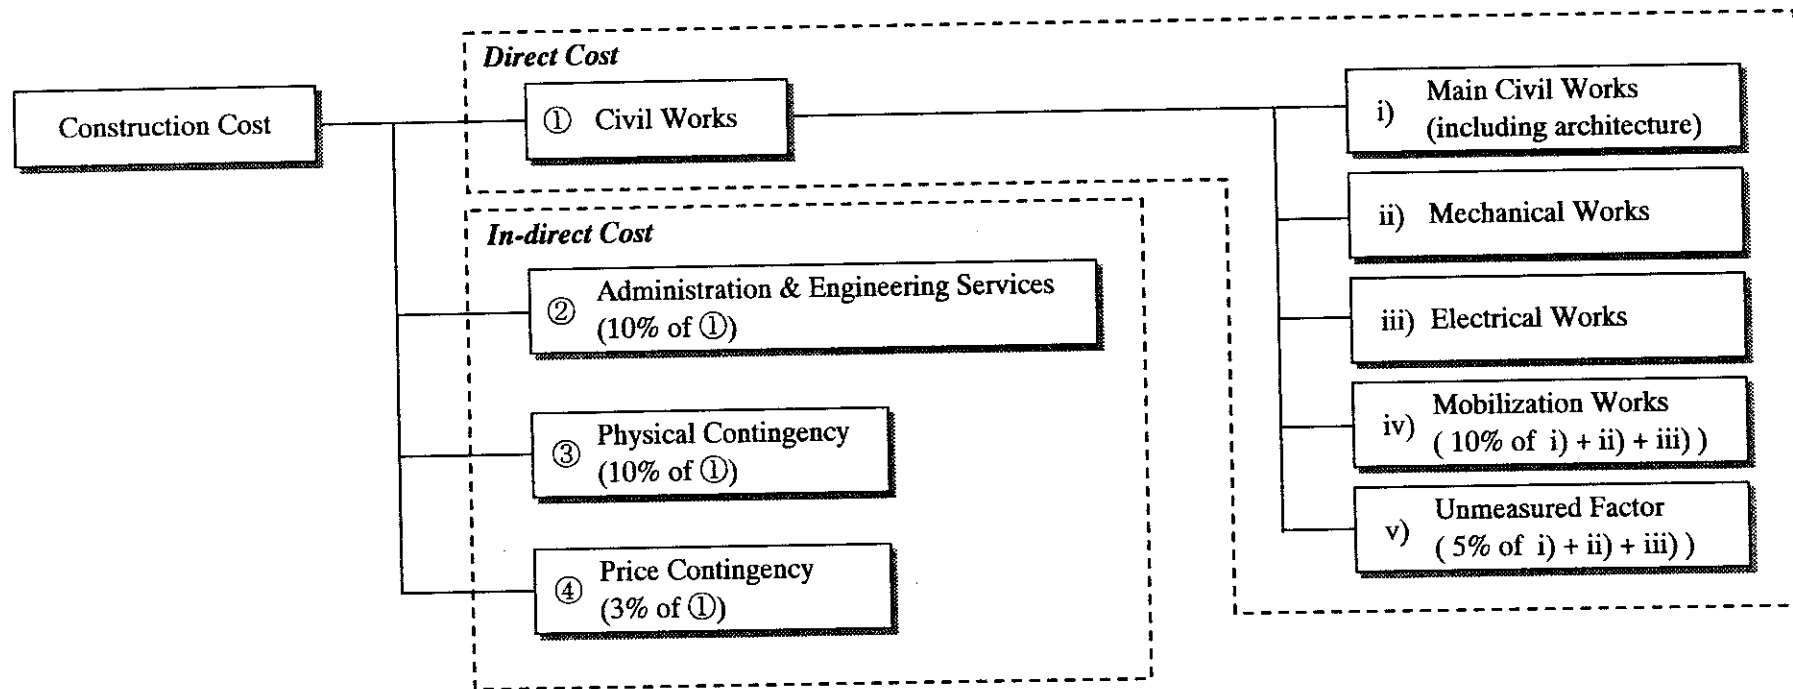 Construction Cost
Direct Cost
① Civil Works
In-direct Cost
② Administration & Engineering Services
(10% of ①)
③ Physical Contingency
(10% of ①)
④ Price Contingency
(3% of ①)
i) Main Civil Works
(including architecture)
ii) Mechanical Works
iii) Electrical Works
iv) Mobilization Works
( 10% of i) + ii) + iii) )
v) Unmeasured Factor
( 5% of i) + ii) + iii) )